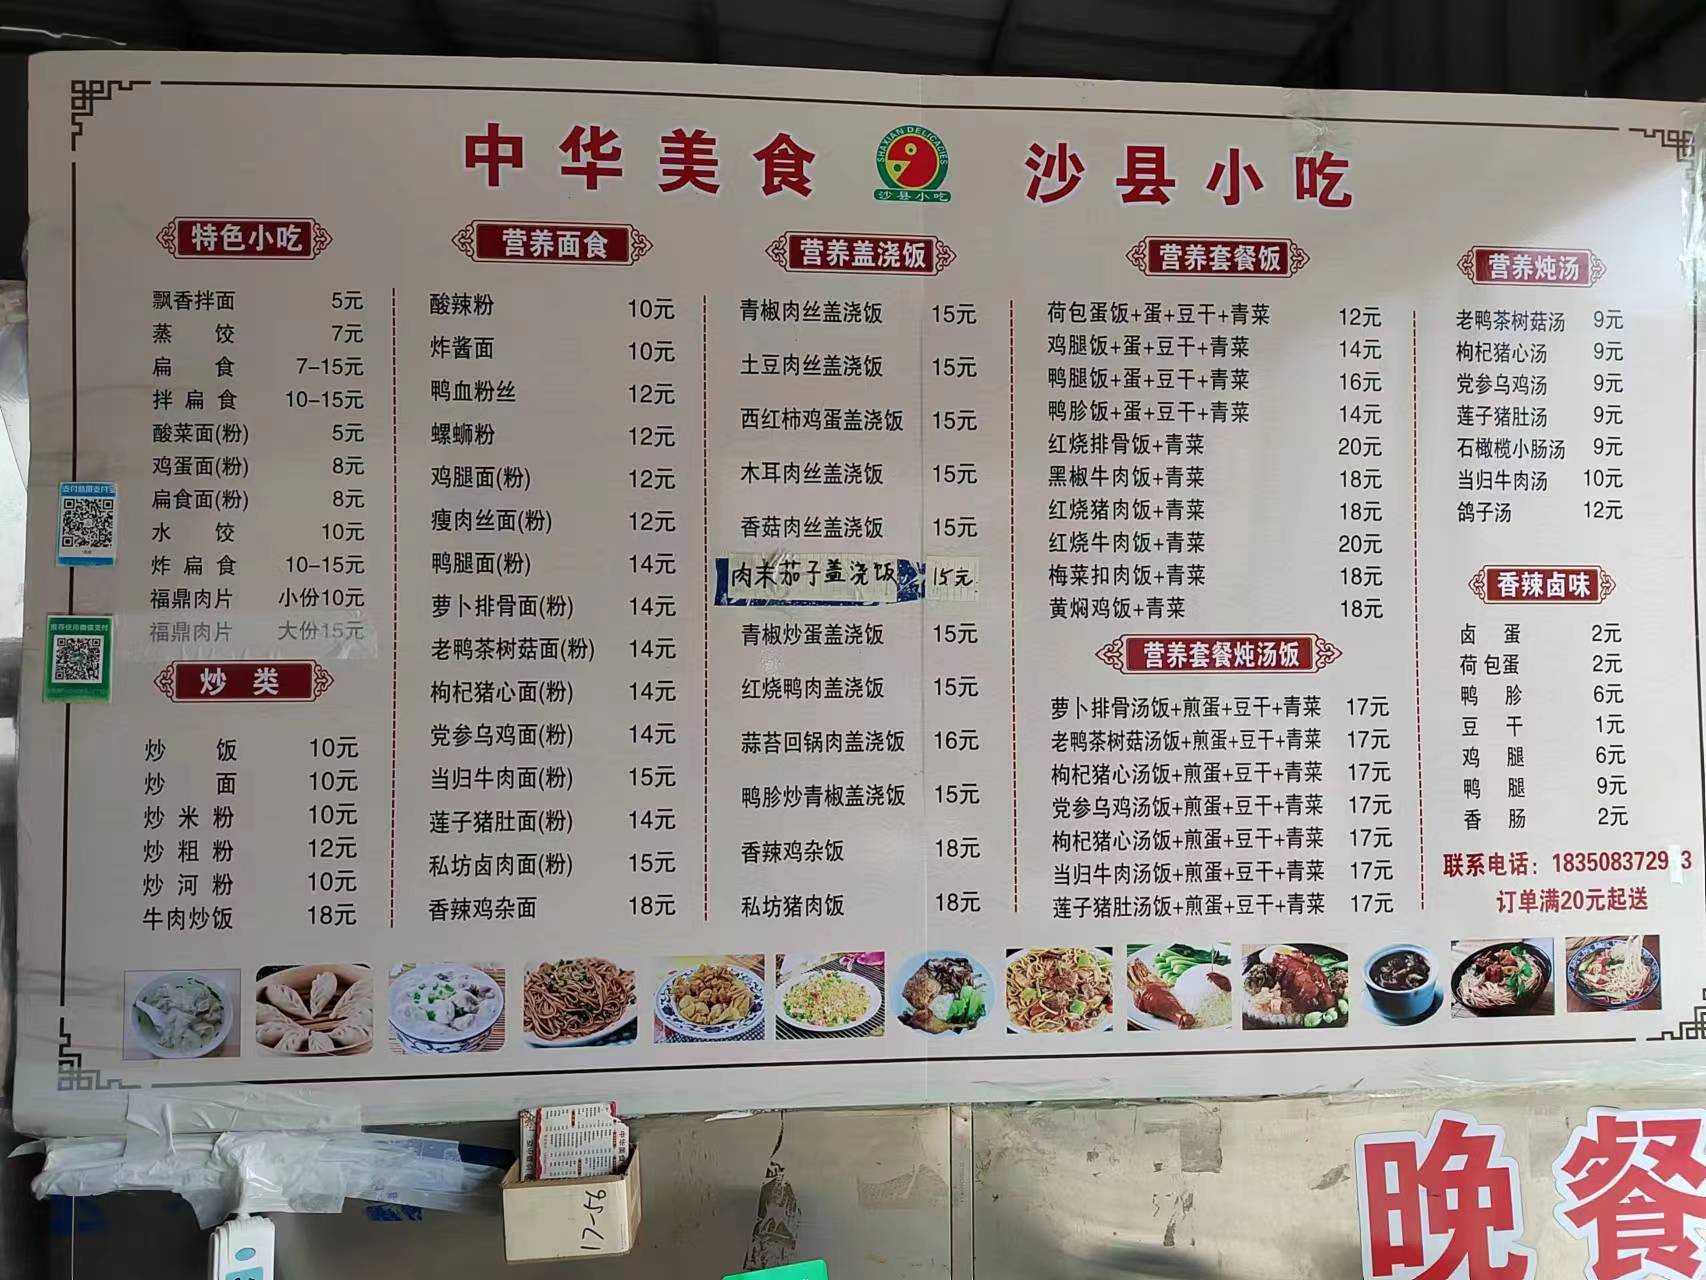 中华美食
SHAXIAN DELICACIES
沙县小吃
沙县小吃
特色小吃
飘香拌面 5元
蒸饺 7元
扁食 7-15元
拌扁食 10-15元
酸菜面(粉) 5元
鸡蛋面(粉) 8元
扁食面(粉) 8元
水饺 10元
炸扁食 10-15元
福鼎肉片 小份10元
福鼎肉片 大份15元
炒类
炒饭 10元
炒面 10元
炒米粉 10元
炒粗粉 12元
炒河粉 10元
牛肉炒饭 18元
营养面食
酸辣粉 10元
炸酱面 10元
鸭血粉丝 12元
螺蛳粉 12元
鸡腿面(粉) 12元
瘦肉丝面(粉) 12元
鸭腿面(粉) 14元
萝卜排骨面(粉) 14元
老鸭茶树菇面(粉) 14元
枸杞猪心面(粉) 14元
党参乌鸡面(粉) 14元
当归牛肉面(粉) 15元
莲子猪肚面(粉) 14元
私坊卤肉面(粉) 15元
香辣鸡杂面 18元
营养盖浇饭
青椒肉丝盖浇饭 15元
土豆肉丝盖浇饭 15元
西红柿鸡蛋盖浇饭 15元
木耳肉丝盖浇饭 15元
香菇肉丝盖浇饭 15元
肉末茄子盖浇饭 15元
青椒炒蛋盖浇饭 15元
红烧鸭肉盖浇饭 15元
蒜苔回锅肉盖浇饭 16元
鸭胗炒青椒盖浇饭 15元
香辣鸡杂饭 18元
私坊猪肉饭 18元
营养套餐饭
荷包蛋饭+蛋+豆干+青菜 12元
鸡腿饭+蛋+豆干+青菜 14元
鸭腿饭+蛋+豆干+青菜 16元
鸭胗饭+蛋+豆干+青菜 14元
红烧排骨饭+青菜 20元
黑椒牛肉饭+青菜 18元
红烧猪肉饭+青菜 18元
红烧牛肉饭+青菜 20元
梅菜扣肉饭+青菜 18元
黄焖鸡饭+青菜 18元
营养套餐炖汤饭
萝卜排骨汤饭+煎蛋+豆干+青菜 17元
老鸭茶树菇汤饭+煎蛋+豆干+青菜 17元
枸杞猪心汤饭+煎蛋+豆干+青菜 17元
党参乌鸡汤饭+煎蛋+豆干+青菜 17元
枸杞猪心汤饭+煎蛋+豆干+青菜 17元
当归牛肉汤饭+煎蛋+豆干+青菜 17元
莲子猪肚汤饭+煎蛋+豆干+青菜 17元
营养炖汤
老鸭茶树菇汤 9元
枸杞猪心汤 9元
党参乌鸡汤 9元
莲子猪肚汤 9元
石橄榄小肠汤 9元
当归牛肉汤 10元
鸽子汤 12元
香辣卤味
卤蛋 2元
荷包蛋 2元
鸭胗 6元
豆干 1元
鸡腿 6元
鸭腿 9元
香肠 2元
联系电话：
订单满20元起送
17-56
晚餐